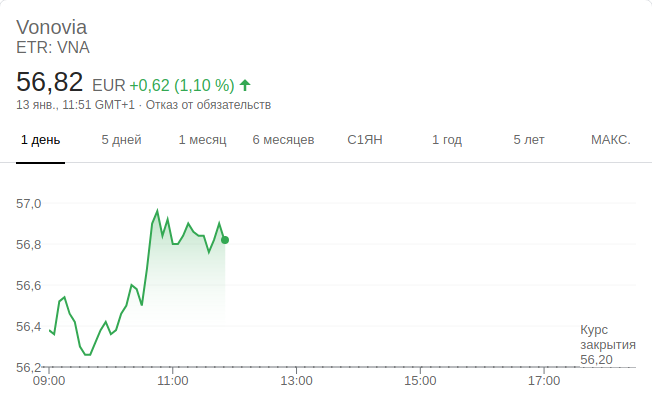 Vonovia
ETR: VNA
56,82 EUR +0,62 (1,10 %)
13 янв., 11:51 GMT+1 · Отказ от обязательств
1 день 5 дней 1 месяц 6 месяцев С1ЯН 1 год 5 лет МАКС.
57,0
56,8
56,6
56,4
56,2
Курс
закрытия
56,20
09:00 11:00 13:00 15:00 17:00